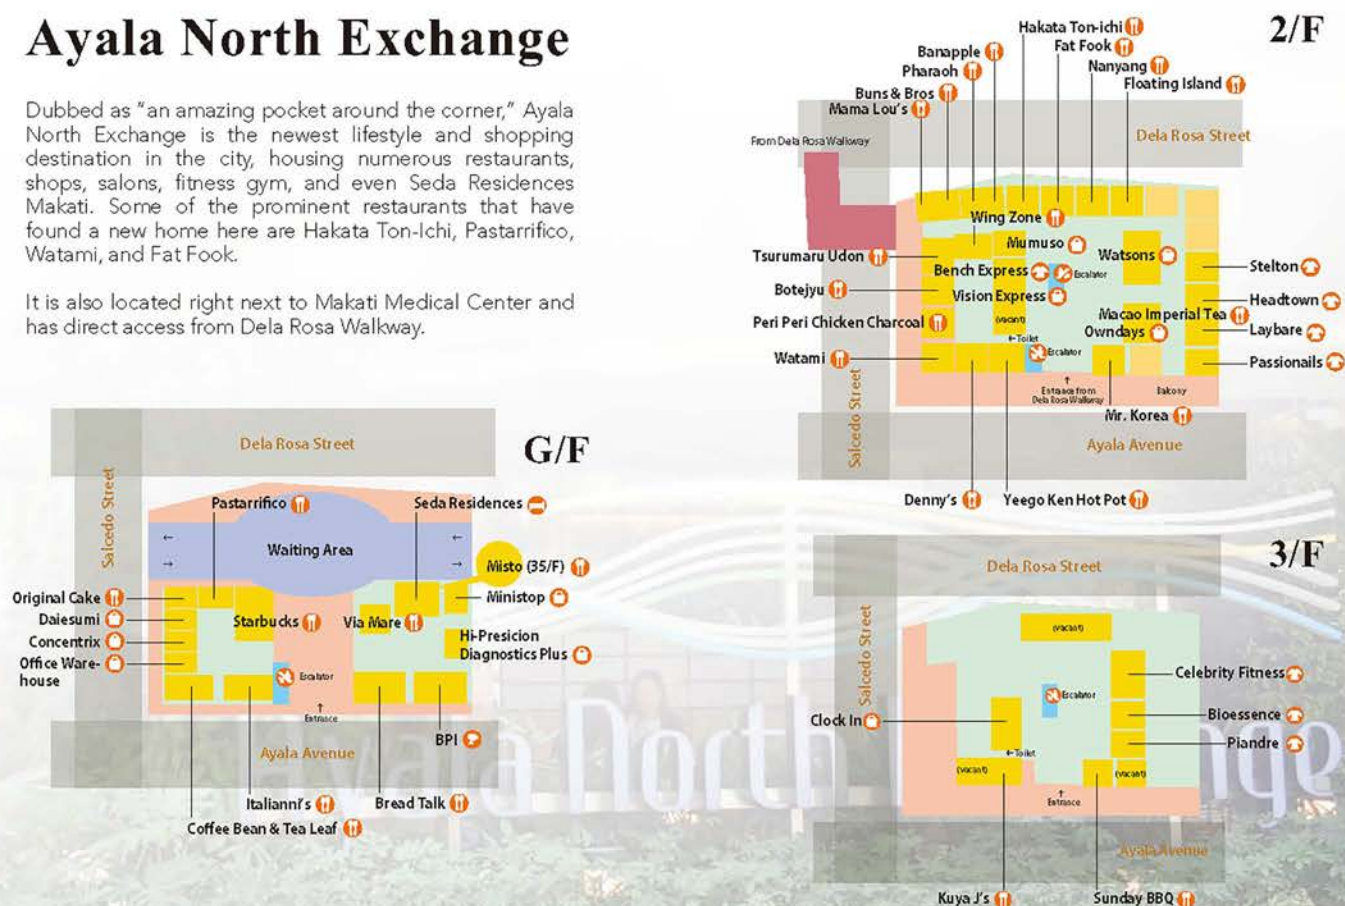 Ayala North Exchange
Dubbed as “an amazing pocket around the corner,” Ayala
North Exchange is the newest lifestyle and shopping
destination in the city, housing numerous restaurants,
shops, salons, fitness gym, and even Seda Residences
Makati. Some of the prominent restaurants that have
found a new home here are Hakata Ton-Ichi, Pastarrifico,
Watami, and Fat Fook.
It is also located right next to Makati Medical Center and
has direct access from Dela Rosa Walkway.
2/F
Hakata Ton-ichi
Fat Fook
Banapple
Nanyang
Pharaoh
Floating Island
Buns & Bros
Mama Lou's
Dela Rosa Street
From Dela Rosa Walkway
Wing Zone
Mumuso
Watsons
Tsurumaru Udon
Bench Express
Escalator
Stelton
Botejyu
Vision Express
Headtown
Peri Peri Chicken Charcoal
(vacant)
Macao Imperial Tea
Owndays
Laybare
←Toilet
Watami
Escalator
Passionails
↑
Entrance from
Dela Rosa Walkway
Balcony
Salcedo Street
Mr. Korea
Ayala Avenue
Denny's
Yeego Ken Hot Pot
G/F
Dela Rosa Street
Salcedo Street
Pastarrifico
Seda Residences
←
←
Waiting Area
→
→
Misto (35/F)
Original Cake
Ministop
Daiesumi
Starbucks
Via Mare
Concentrix
Hi-Presicion
Diagnostics Plus
Office Ware-
house
Escalator
↑
Entrance
BPI
Ayala Avenue
Italianni's
Bread Talk
Coffee Bean & Tea Leaf
3/F
Dela Rosa Street
Salcedo Street
(vacant)
Celebrity Fitness
Escalator
Clock In
Bioessence
←Toilet
Piandre
(vacant)
(vacant)
↑
Entrance
Ayala Avenue
Kuya J's
Sunday BBQ
Ayala North Exchange